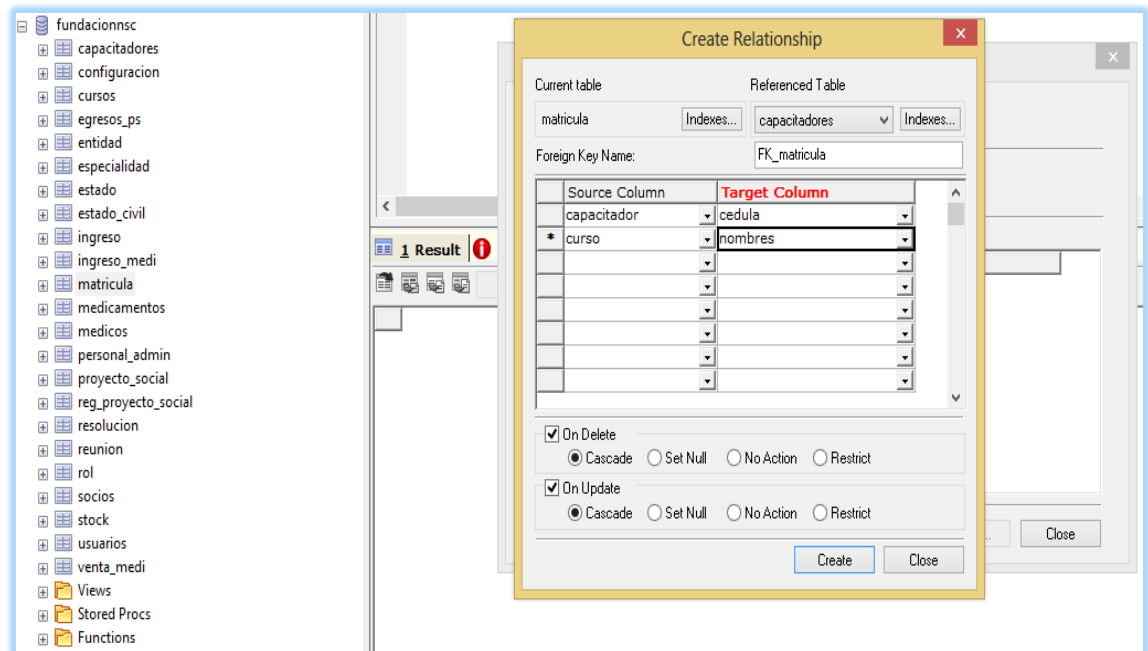 fundacionnsc
capacitadores
configuracion
cursos
egresos_ps
entidad
especialidad
estado
estado_civil
ingreso
ingreso_medi
matricula
medicamentos
medicos
personal_admin
proyecto_social
reg_proyecto_social
resolucion
reunion
rol
socios
stock
usuarios
venta_medi
Views
Stored Procs
Functions
1 Result
Create Relationship
Current table Referenced Table
matricula Indexes... capacitadores Indexes...
Foreign Key Name: FK_matricula
Source Column Target Column
capacitador cedula
* curso nombres
On Delete
Cascade Set Null No Action Restrict
On Update
Cascade Set Null No Action Restrict
Create Close
Close